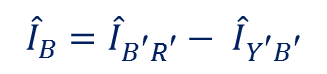 Î_B = Î_{B′R′} − Î_{Y′B′}